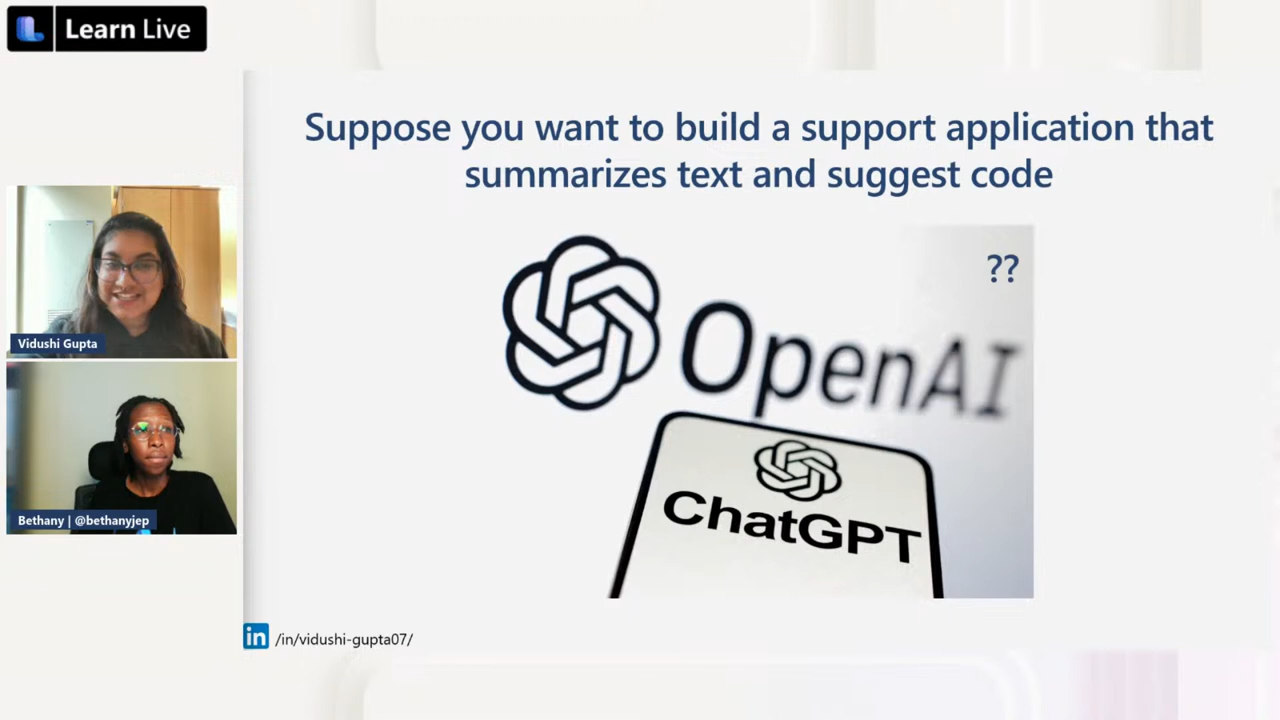 Learn Live
Suppose you want to build a support application that
summarizes text and suggest code
??
OpenAI
ChatGPT
Vidushi Gupta
Bethany | @bethanyjep
in /in/vidushi-gupta07/